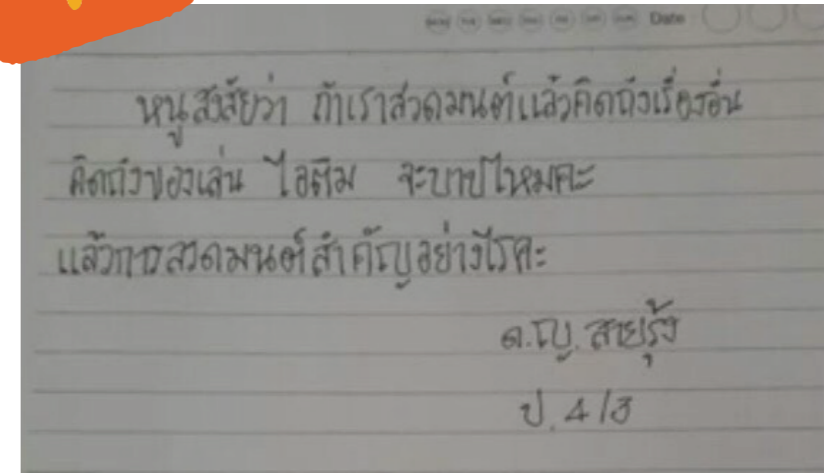 Date
หนูสงสัยว่า ถ้าเราสวดมนต์แล้วคิดถึงเรื่องอื่น
คิดถึงของเล่น ไอติม จะบาปไหมคะ
แล้วการสวดมนต์สำคัญอย่างไรคะ
ด.ญ. สายรุ้ง
ป. 4/3